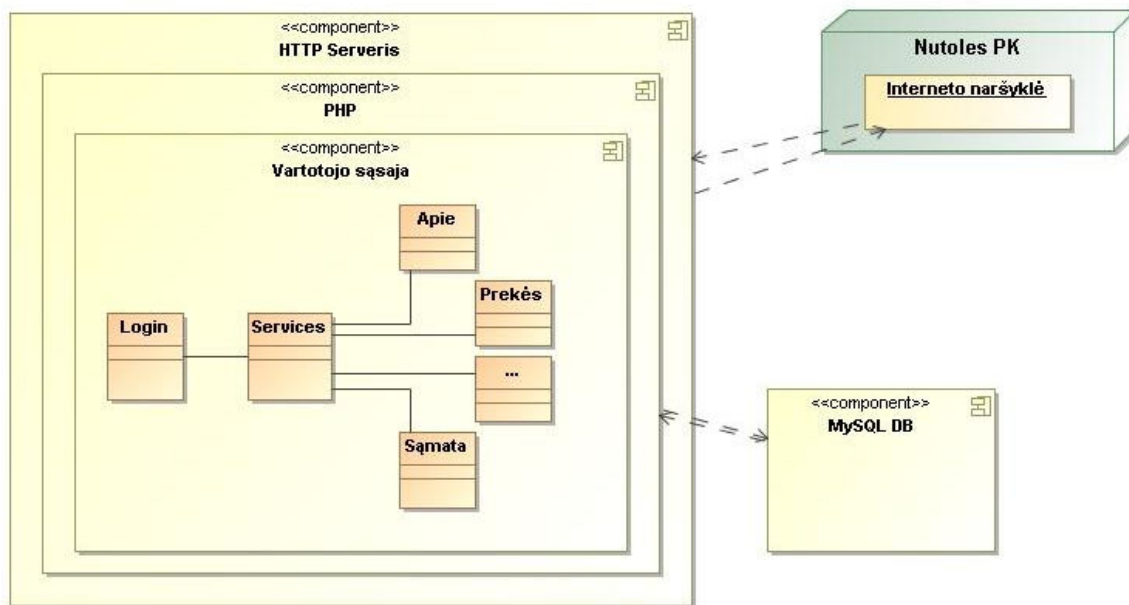 <<component>>
HTTP Serveris
<<component>>
PHP
<<component>>
Vartotojo sąsaja
Apie
Prekės
Login
Services
...
Sąmata
Nutoles PK
Interneto naršyklė
<<component>>
MySQL DB